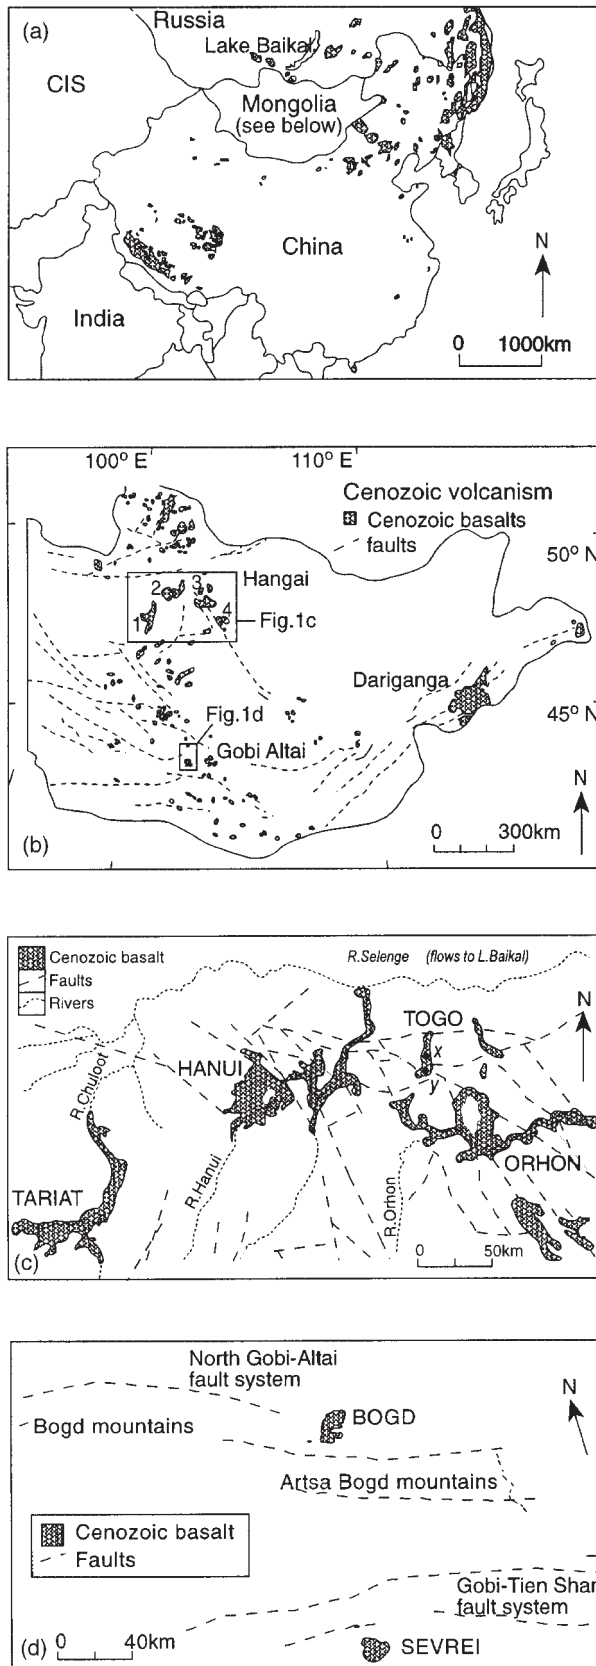 (a)
Russia
Lake Baikal
CIS
Mongolia
(see below)
China
India
N
0 1000km
100° E 110° E
Cenozoic volcanism
Cenozoic basalts
faults
50° N
Hangai
1
2
3
4
Fig.1c
Dariganga
45° N
Fig.1d
Gobi Altai
N
0 300km
(b)
Cenozoic basalt
Faults
Rivers
R.Selenge (flows to L.Baikal)
N
TOGO
x
y
HANUI
R.Chuloot
R.Hanui
R.Orhon
ORHON
TARIAT
0 50km
(c)
North Gobi-Altai
fault system
N
BOGD
Bogd mountains
Artsa Bogd mountains
Cenozoic basalt
Faults
Gobi-Tien Shan
fault system
0 40km
SEVREI
(d)